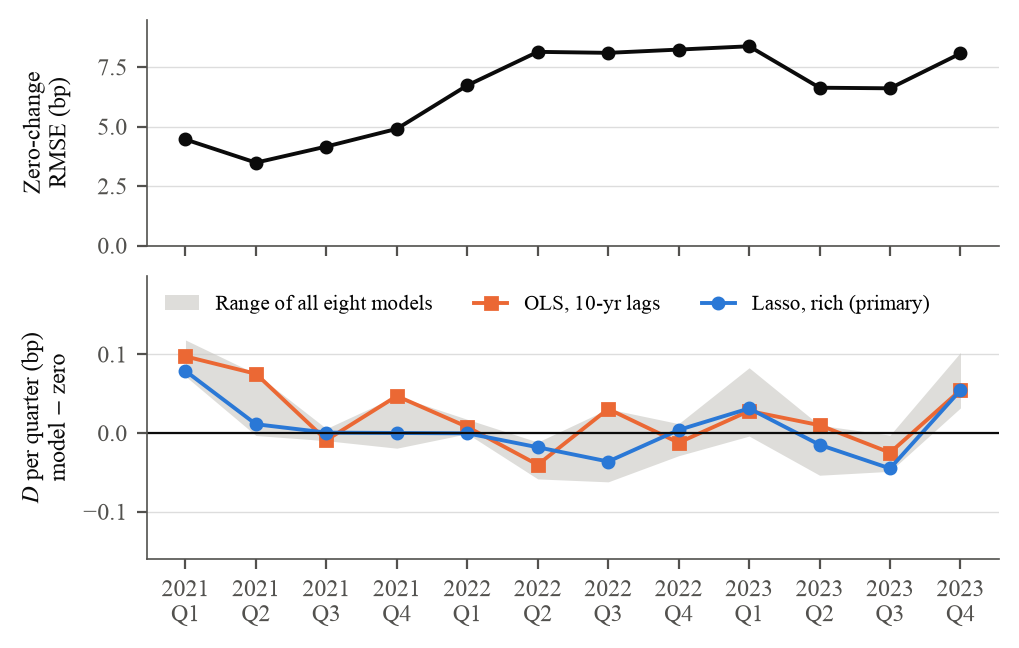 Zero-change
RMSE (bp)
7.5
5.0
2.5
0.0
Range of all eight models
OLS, 10-yr lags
Lasso, rich (primary)
D per quarter (bp)
model − zero
0.1
0.0
−0.1
2021 2021 2021 2021 2022 2022 2022 2022 2023 2023 2023 2023
Q1 Q2 Q3 Q4 Q1 Q2 Q3 Q4 Q1 Q2 Q3 Q4